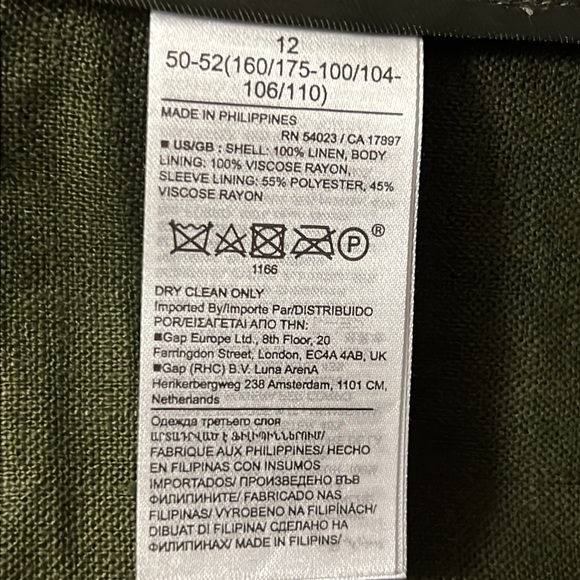 12
50-52(160/175-100/104-
106/110)
MADE IN PHILIPPINES
RN 54023 / CA 17897
■ US/GB : SHELL: 100% LINEN, BODY
LINING: 100% VISCOSE RAYON,
SLEEVE LINING: 55% POLYESTER, 45%
VISCOSE RAYON
P ®
1166
DRY CLEAN ONLY
Imported By/Importe Par/DISTRIBUIDO
POR/ΕΙΣΑΓΕΤΑΙ ΑΠΟ ΤΗΝ:
■Gap Europe Ltd., 8th Floor, 20
Farringdon Street, London, EC4A 4AB, UK
■Gap (RHC) B.V. Luna ArenA
Herikerbergweg 238 Amsterdam, 1101 CM,
Netherlands
Одежда третьего слоя
ԱՐՏԱԴՐՎԱԾ Է ՖԻԼԻՊԻՆՆԵՐՈՒՄ/
FABRIQUE AUX PHILIPPINES/ HECHO
EN FILIPINAS CON INSUMOS
IMPORTADOS/ ПРОИЗВЕДЕНО ВЪВ
ФИЛИПИНИТЕ/ FABRICADO NAS
FILIPINAS/ VYROBENO NA FILIPÍNÁCH/
DIBUAT DI FILIPINA/ СДЕЛАНО НА
ФИЛИПИНАХ/ MADE IN FILIPINS/